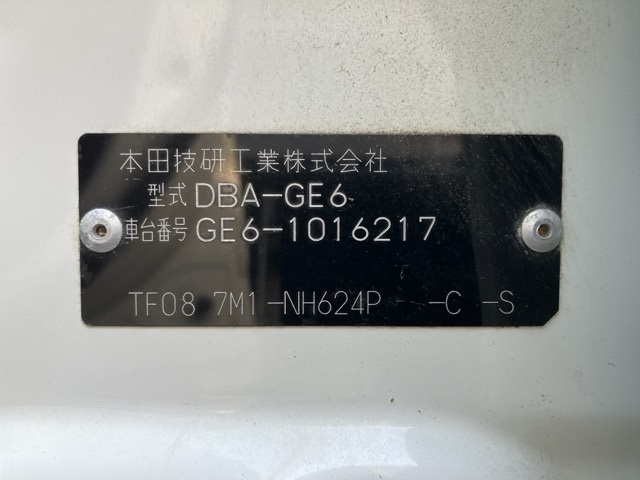 本田技研工業株式会社
型式 DBA-GE6
車台番号 GE6-1016217
TF08 7M1-NH624P - -C -S